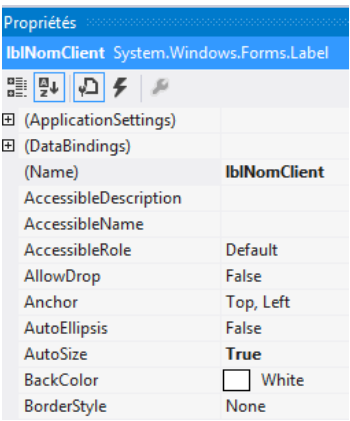 Propriétés
lblNomClient System.Windows.Forms.Label
(ApplicationSettings)
(DataBindings)
(Name) lblNomClient
AccessibleDescription
AccessibleName
AccessibleRole Default
AllowDrop False
Anchor Top, Left
AutoEllipsis False
AutoSize True
BackColor White
BorderStyle None